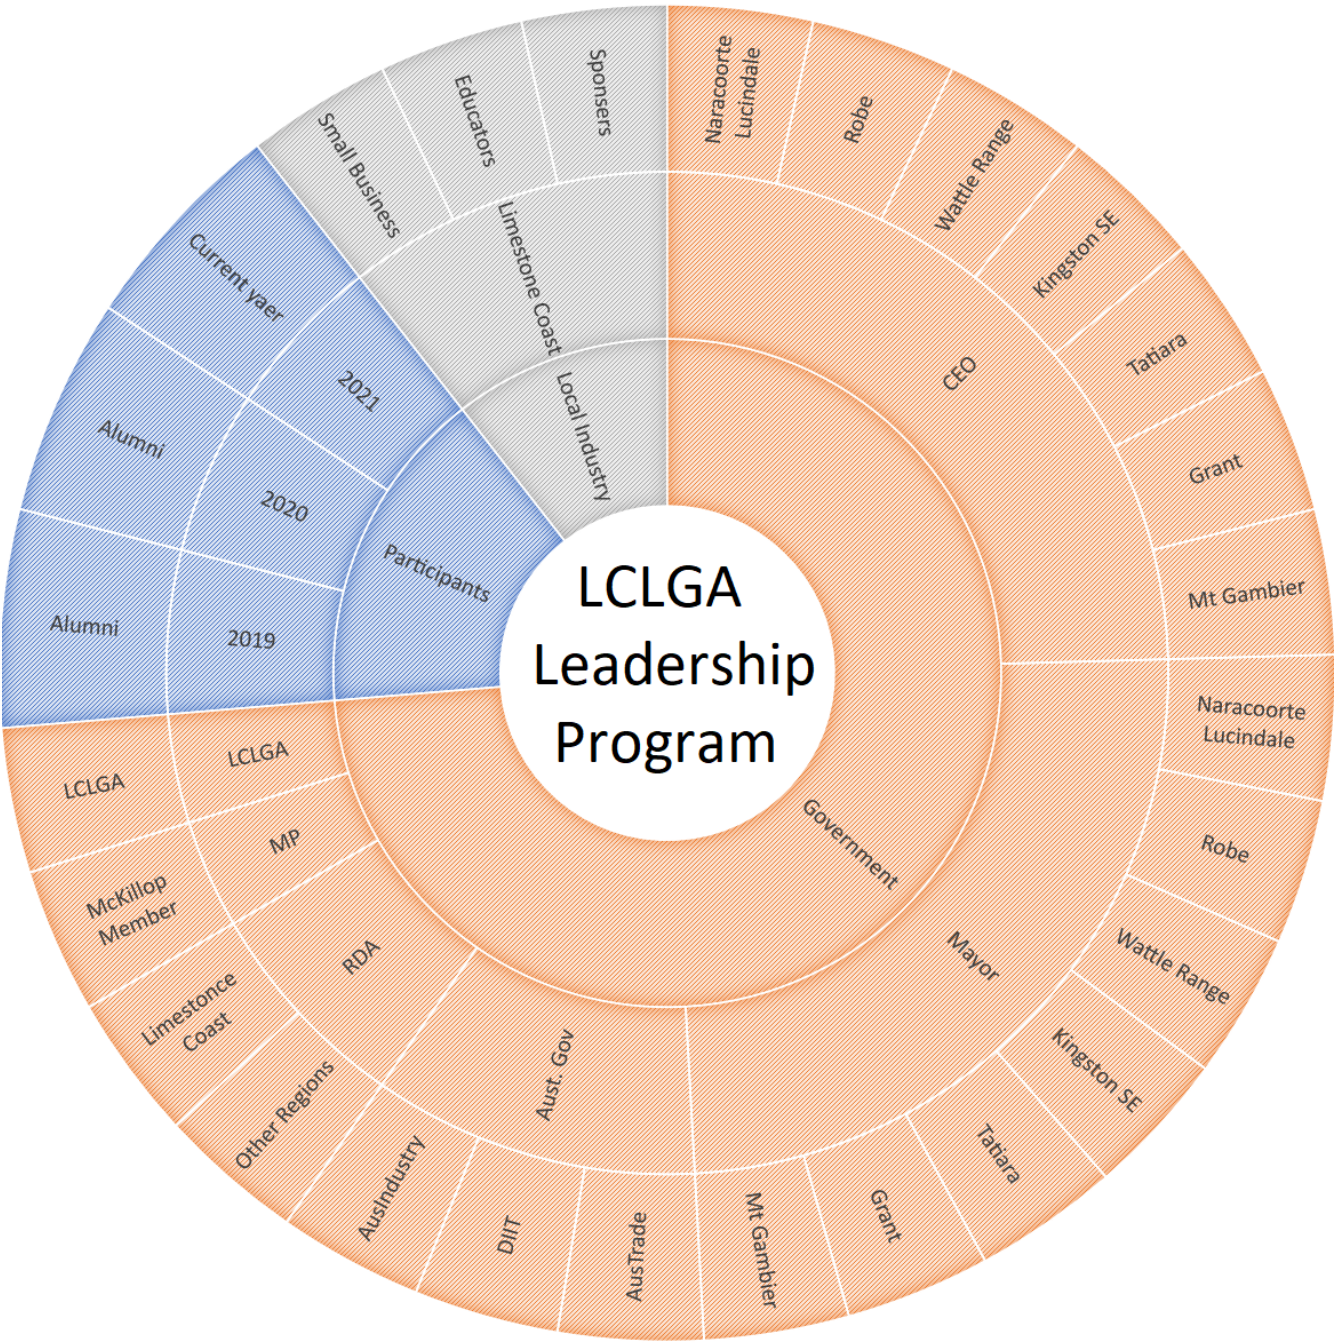 LCLGA
Leadership
Program
Government
CEO
Naracoorte
Lucindale
Robe
Wattle Range
Kingston SE
Tatiara
Grant
Mt Gambier
Mayor
Naracoorte
Lucindale
Robe
Wattle Range
Kingston SE
Tatiara
Grant
Mt Gambier
Aust. Gov
AusTrade
DIIT
AusIndustry
RDA
Other Regions
Limestonce
Coast
MP
McKillop
Member
LCLGA
LCLGA
Participants
2019
Alumni
2020
Alumni
2021
Current yaer
Local Industry
Limestone Coast
Small Business
Educators
Sponsers